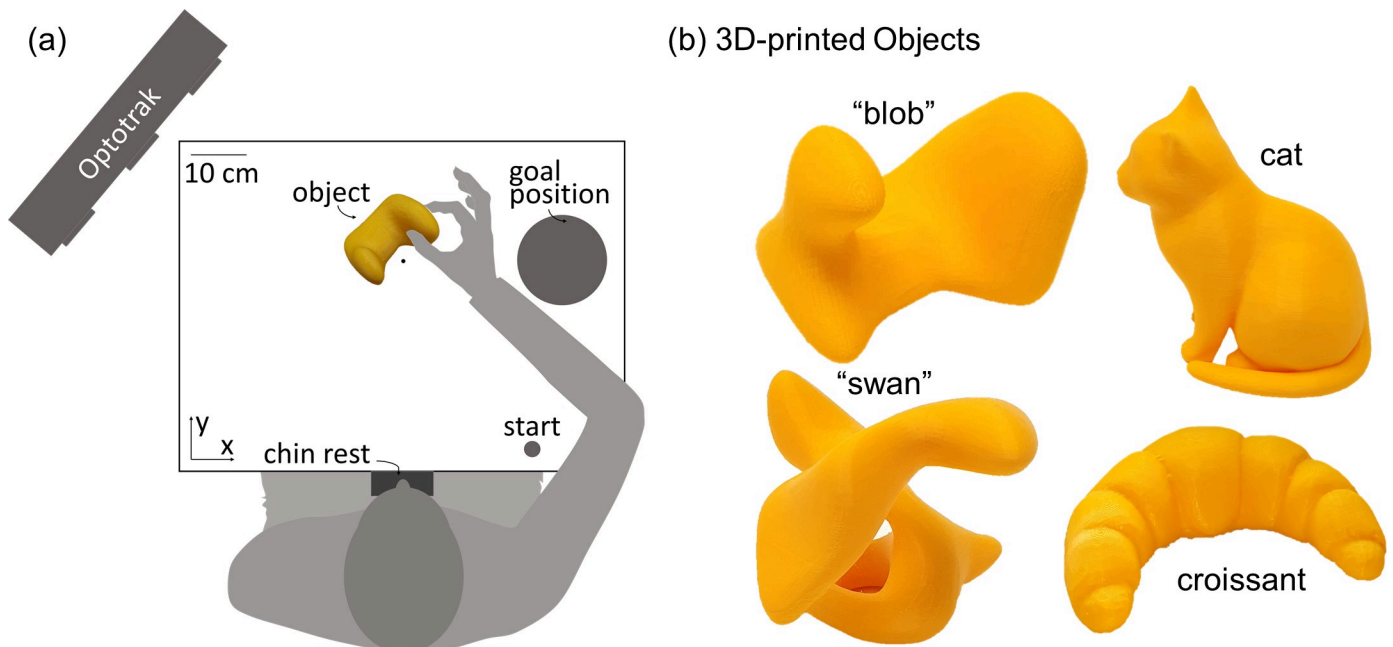 (a)
Optotrak
10 cm
object
goal
position
start
y
x
chin rest
(b) 3D-printed Objects
“blob”
cat
“swan”
croissant